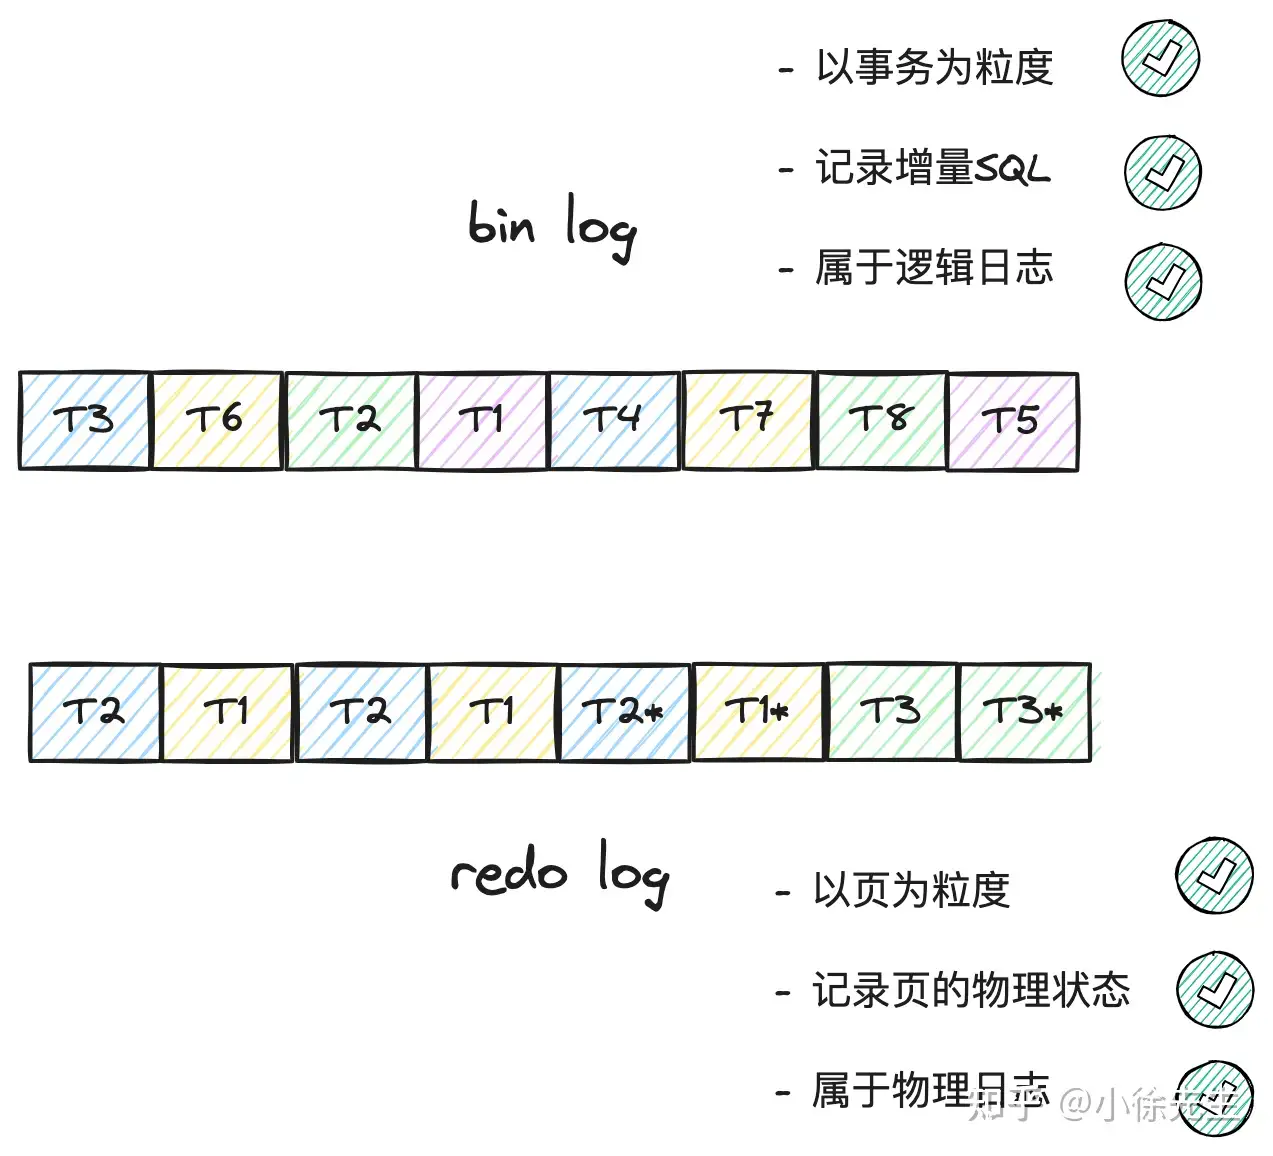 - 以事务为粒度
- 记录增量SQL
bin log
- 属于逻辑日志
T3 T6 T2 T1 T4 T7 T8 T5
T2 T1 T2 T1 T2* T1* T3 T3*
redo log
- 以页为粒度
- 记录页的物理状态
- 属于物理日志
知乎 @小徐先生